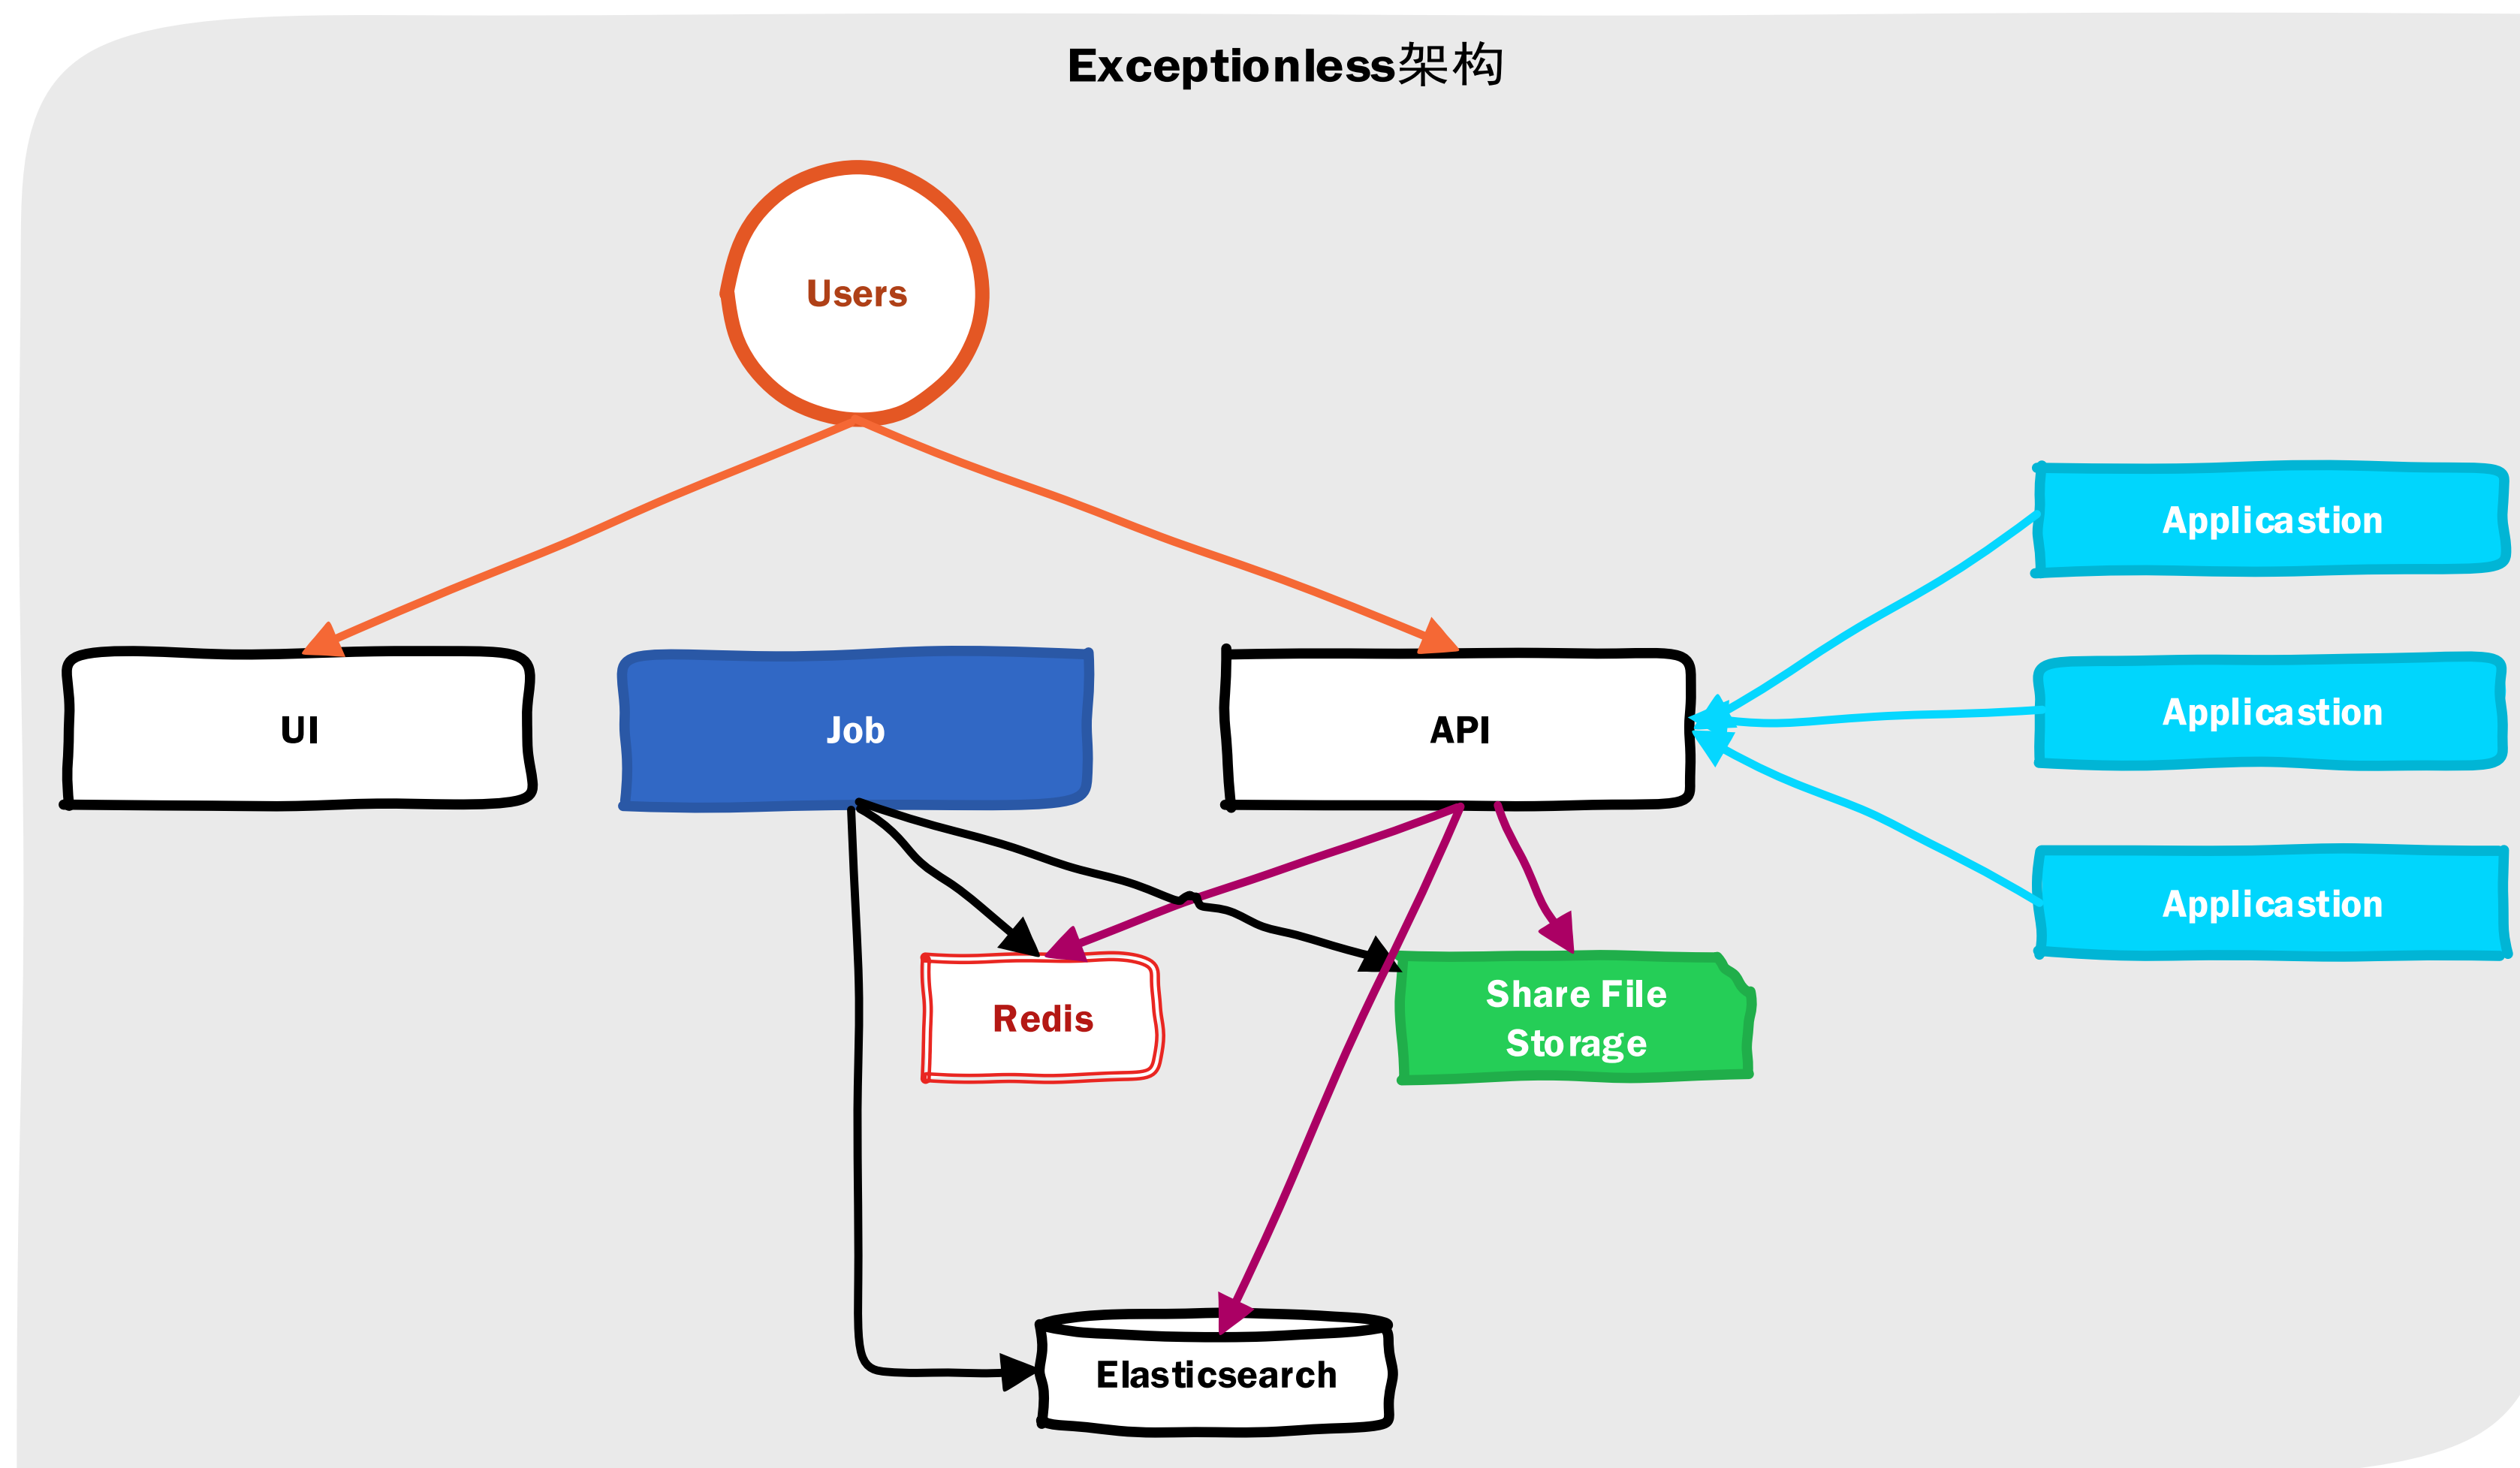 Exceptionless架构
Users
UI
Job
API
Applicastion
Applicastion
Applicastion
Redis
Share File
Storage
Elasticsearch